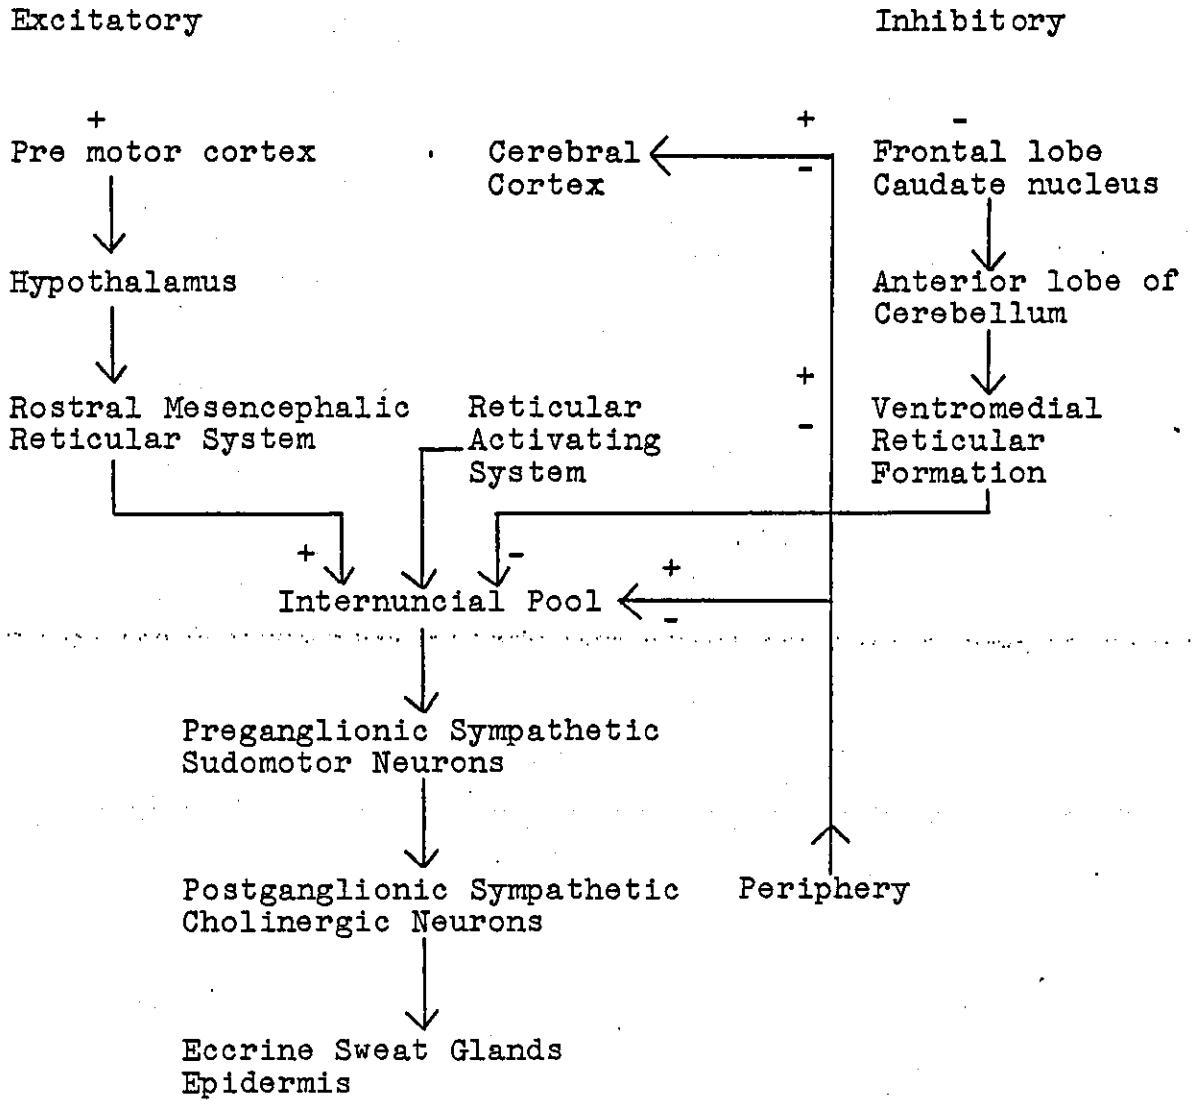 Excitatory
Inhibitory
+
Pre motor cortex
Cerebral
Cortex
+
-
-
Frontal lobe
Caudate nucleus
Hypothalamus
Anterior lobe of
Cerebellum
Rostral Mesencephalic
Reticular System
Reticular
Activating
System
+
-
Ventromedial
Reticular
Formation
+
-
Internuncial Pool
+
-
Preganglionic Sympathetic
Sudomotor Neurons
Postganglionic Sympathetic
Cholinergic Neurons
Periphery
Eccrine Sweat Glands
Epidermis